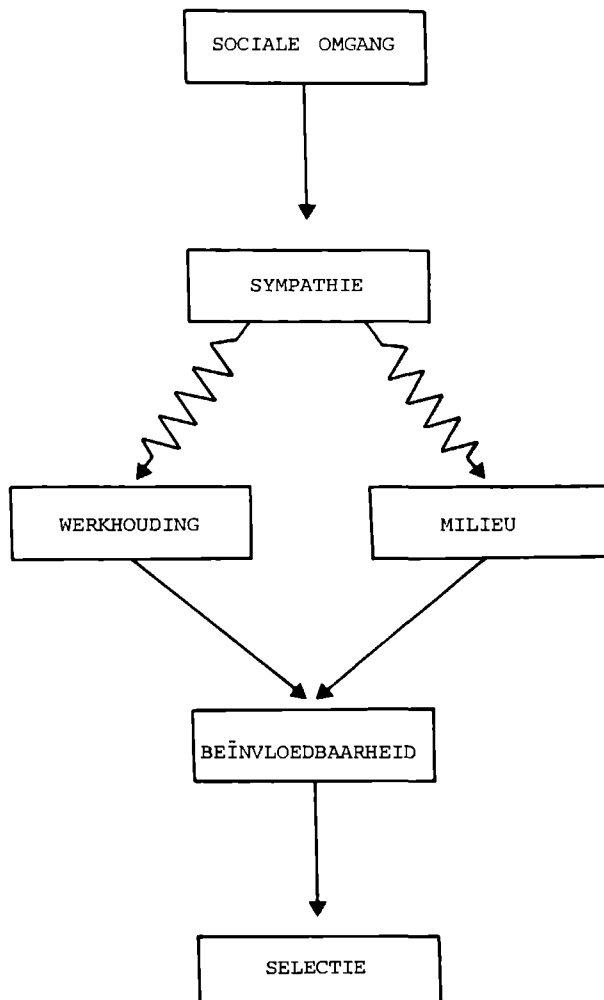 SOCIALE OMGANG
SYMPATHIE
WERKHOUDING
MILIEU
BEÏNVLOEDBAARHEID
SELECTIE